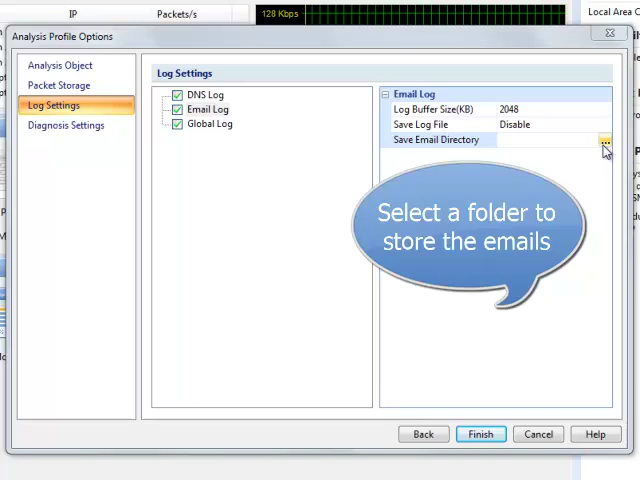 IP
Packets/s
128 Kbps
Local Area C
Analysis Profile Options
Analysis Object
Packet Storage
Log Settings
Diagnosis Settings
Log Settings
DNS Log
Email Log
Global Log
Email Log
Log Buffer Size(KB) 2048
Save Log File Disable
Save Email Directory ...
Select a folder to
store the emails
Back
Finish
Cancel
Help